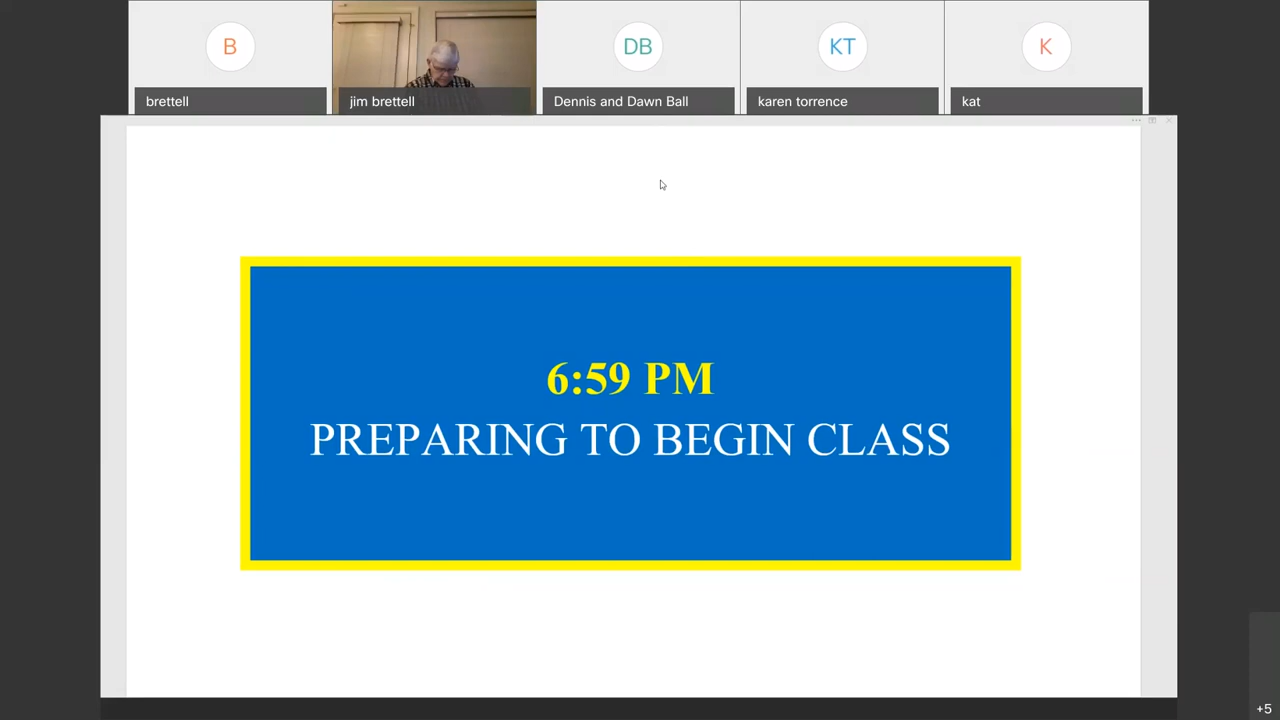 B
DB
KT
K
brettell
jim brettell
Dennis and Dawn Ball
karen torrence
kat
6:59 PM
PREPARING TO BEGIN CLASS
+5